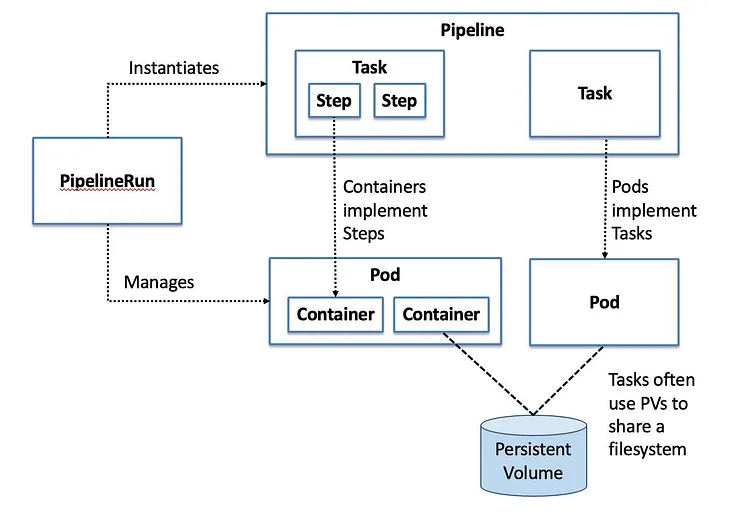 Pipeline
Instantiates
Task
Step
Step
Task
PipelineRun
Containers
implement
Steps
Pods
implement
Tasks
Manages
Pod
Container
Container
Pod
Tasks often
use PVs to
share a
filesystem
Persistent
Volume